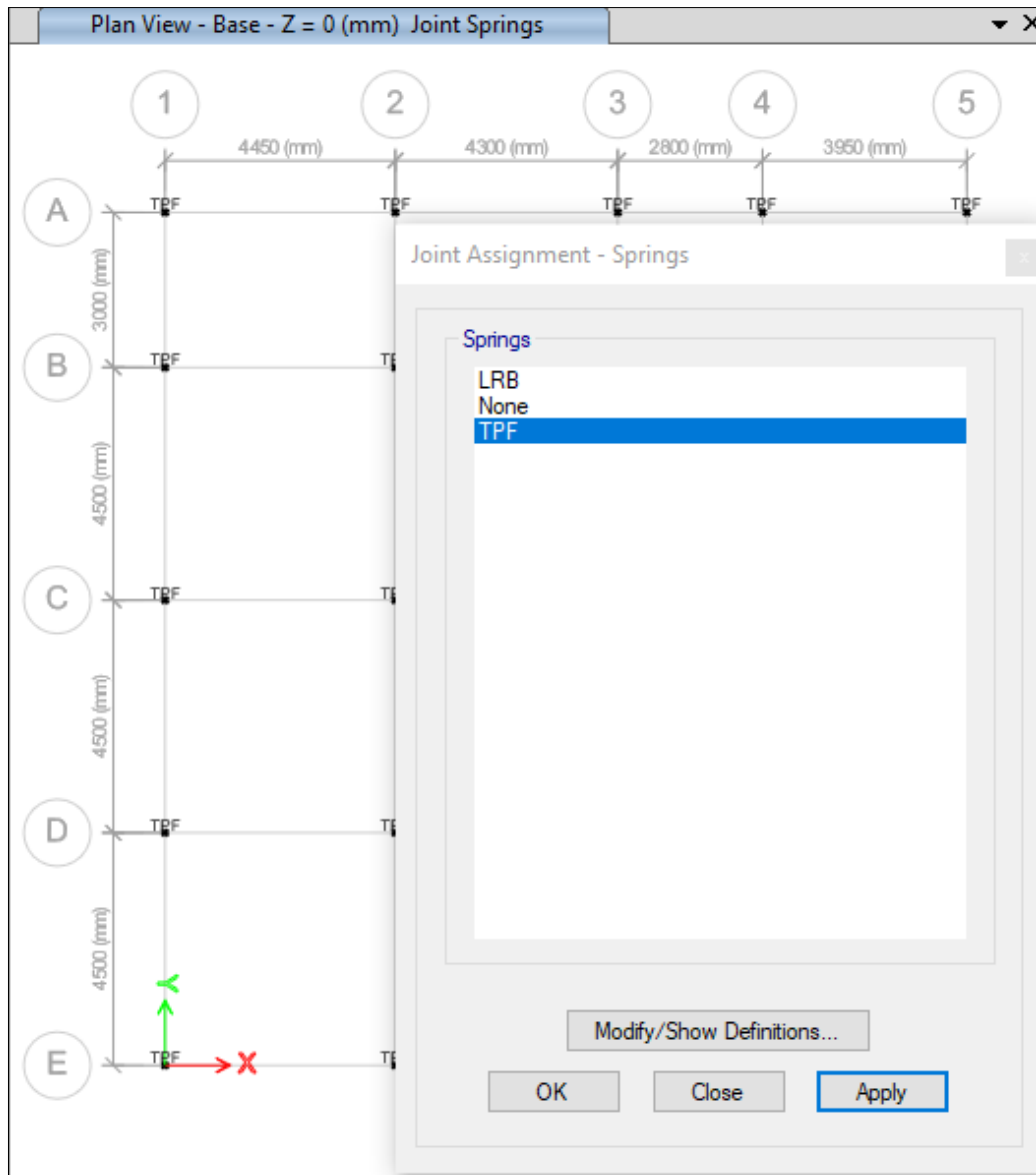 Plan View - Base - Z = 0 (mm)  Joint Springs
1 2 3 4 5
4450 (mm) 4300 (mm) 2800 (mm) 3950 (mm)
A TPF TPF TPF TPF TPF
3000 (mm)
Joint Assignment - Springs
Springs
B TPF
LRB
None
TPF
4500 (mm)
C TPF
4500 (mm)
D TPF
4500 (mm)
Y
Modify/Show Definitions...
E TPF X
OK Close Apply